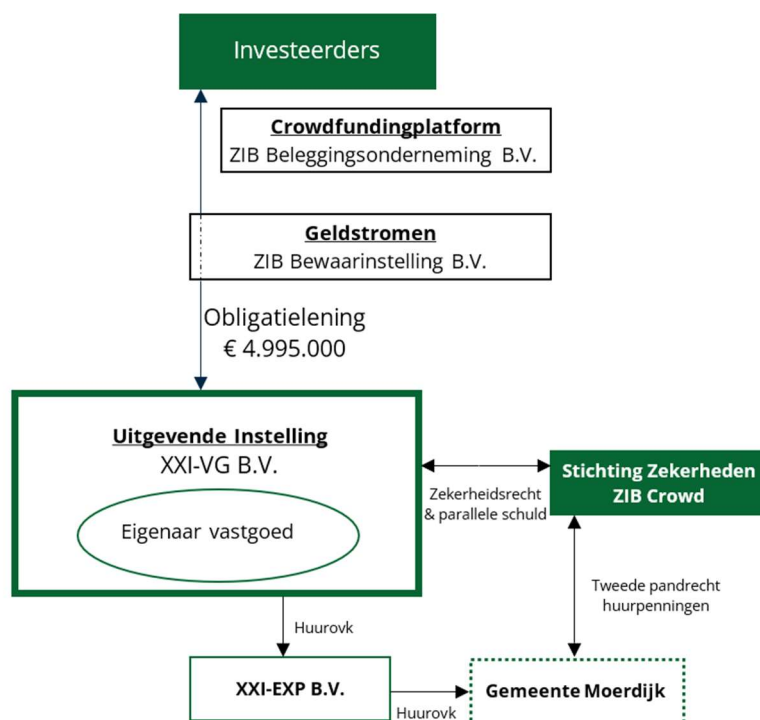 Investeerders
Crowdfundingplatform
ZIB Beleggingsonderneming B.V.
Geldstromen
ZIB Bewaarinstelling B.V.
Obligatielening
€ 4.995.000
Uitgevende Instelling
XXI-VG B.V.
Eigenaar vastgoed
Zekerheidsrecht
& parallele schuld
Stichting Zekerheden
ZIB Crowd
Tweede pandrecht
huurpenningen
Huurovk
XXI-EXP B.V.
Huurovk
Gemeente Moerdijk